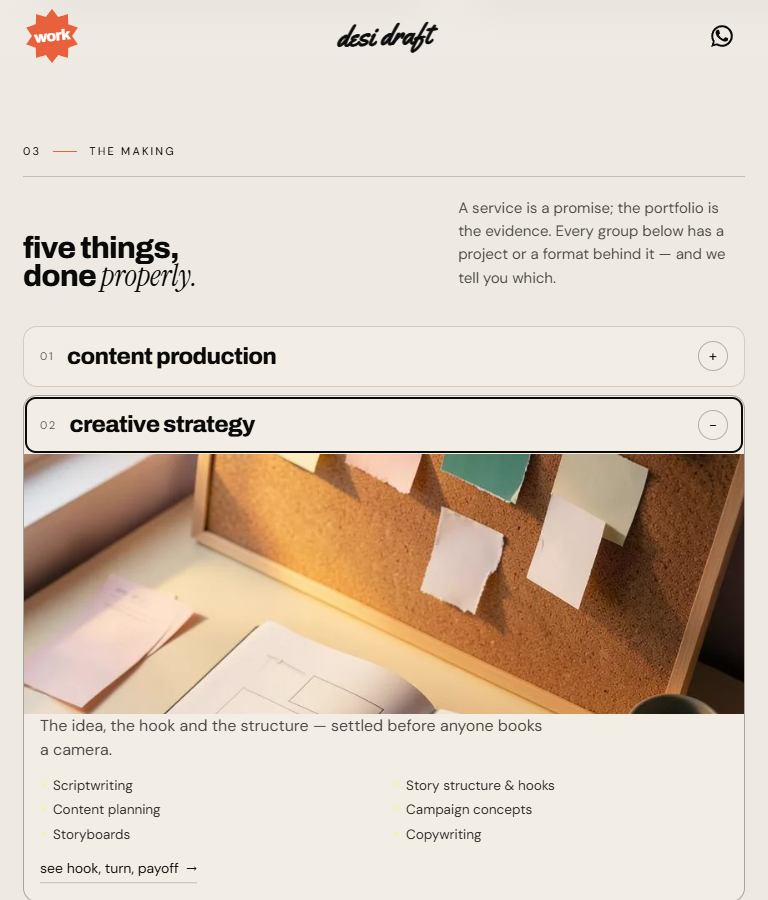 work
desi draft
03 — THE MAKING
five things,
done properly.
A service is a promise; the portfolio is
the evidence. Every group below has a
project or a format behind it — and we
tell you which.
01 content production +
02 creative strategy −
The idea, the hook and the structure — settled before anyone books
a camera.
Scriptwriting
Story structure & hooks
Content planning
Campaign concepts
Storyboards
Copywriting
see hook, turn, payoff →